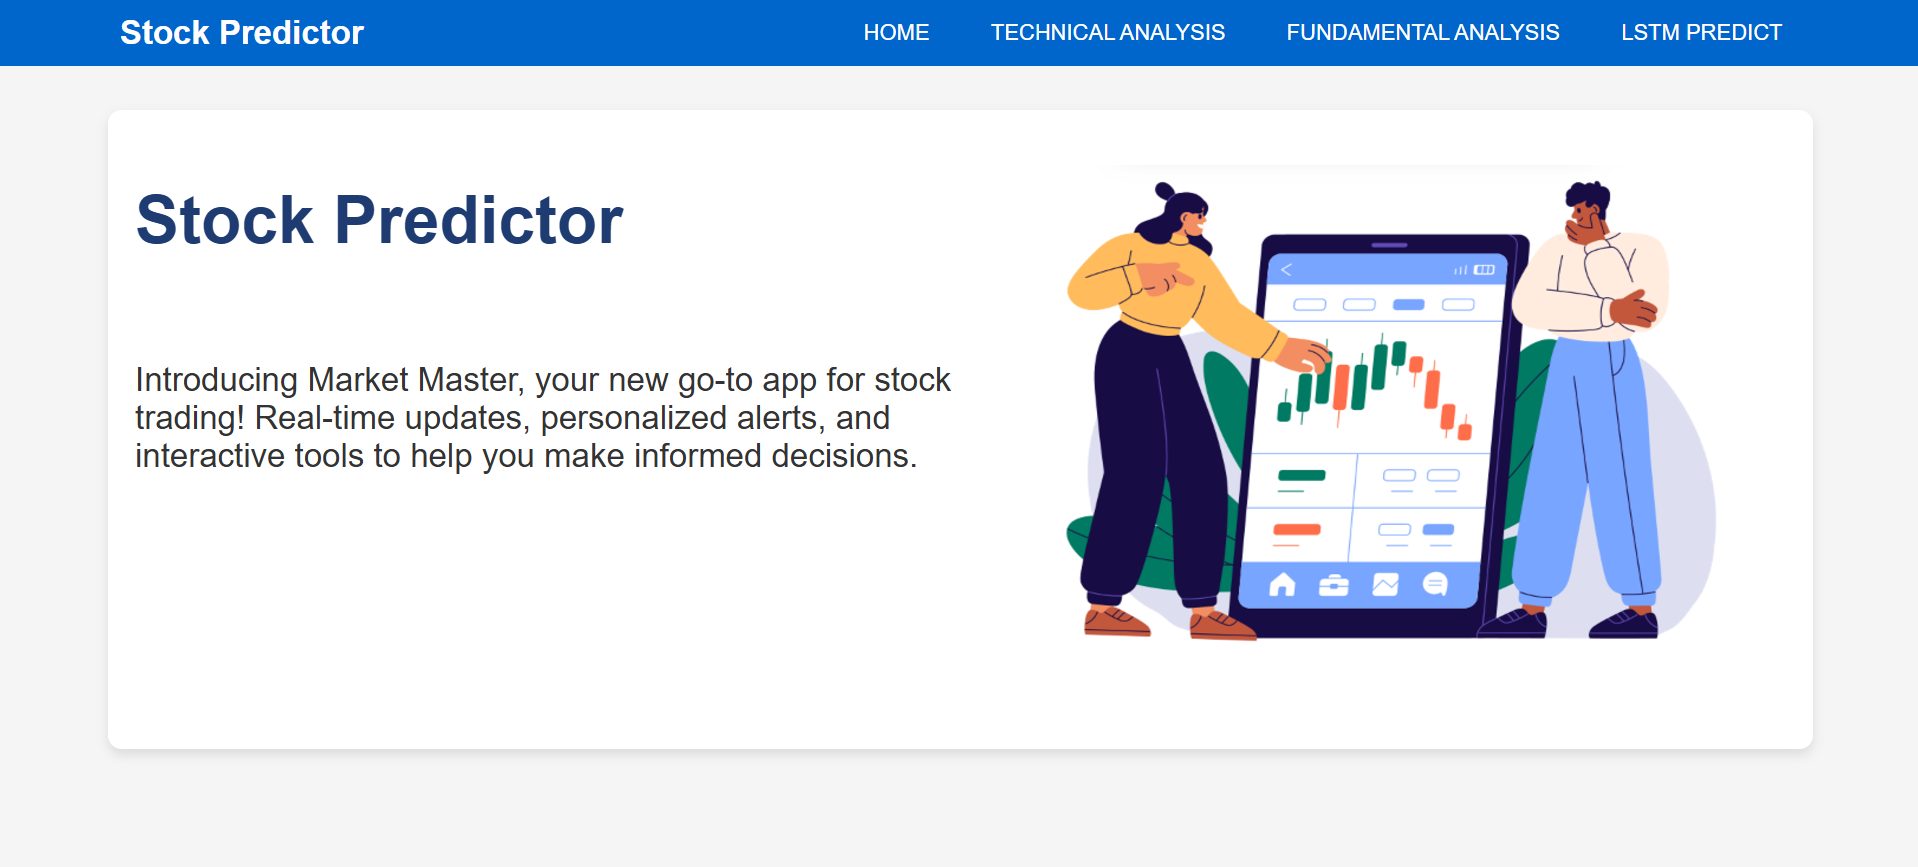 Stock Predictor
HOME
TECHNICAL ANALYSIS
FUNDAMENTAL ANALYSIS
LSTM PREDICT
Stock Predictor
Introducing Market Master, your new go-to app for stock
trading! Real-time updates, personalized alerts, and
interactive tools to help you make informed decisions.